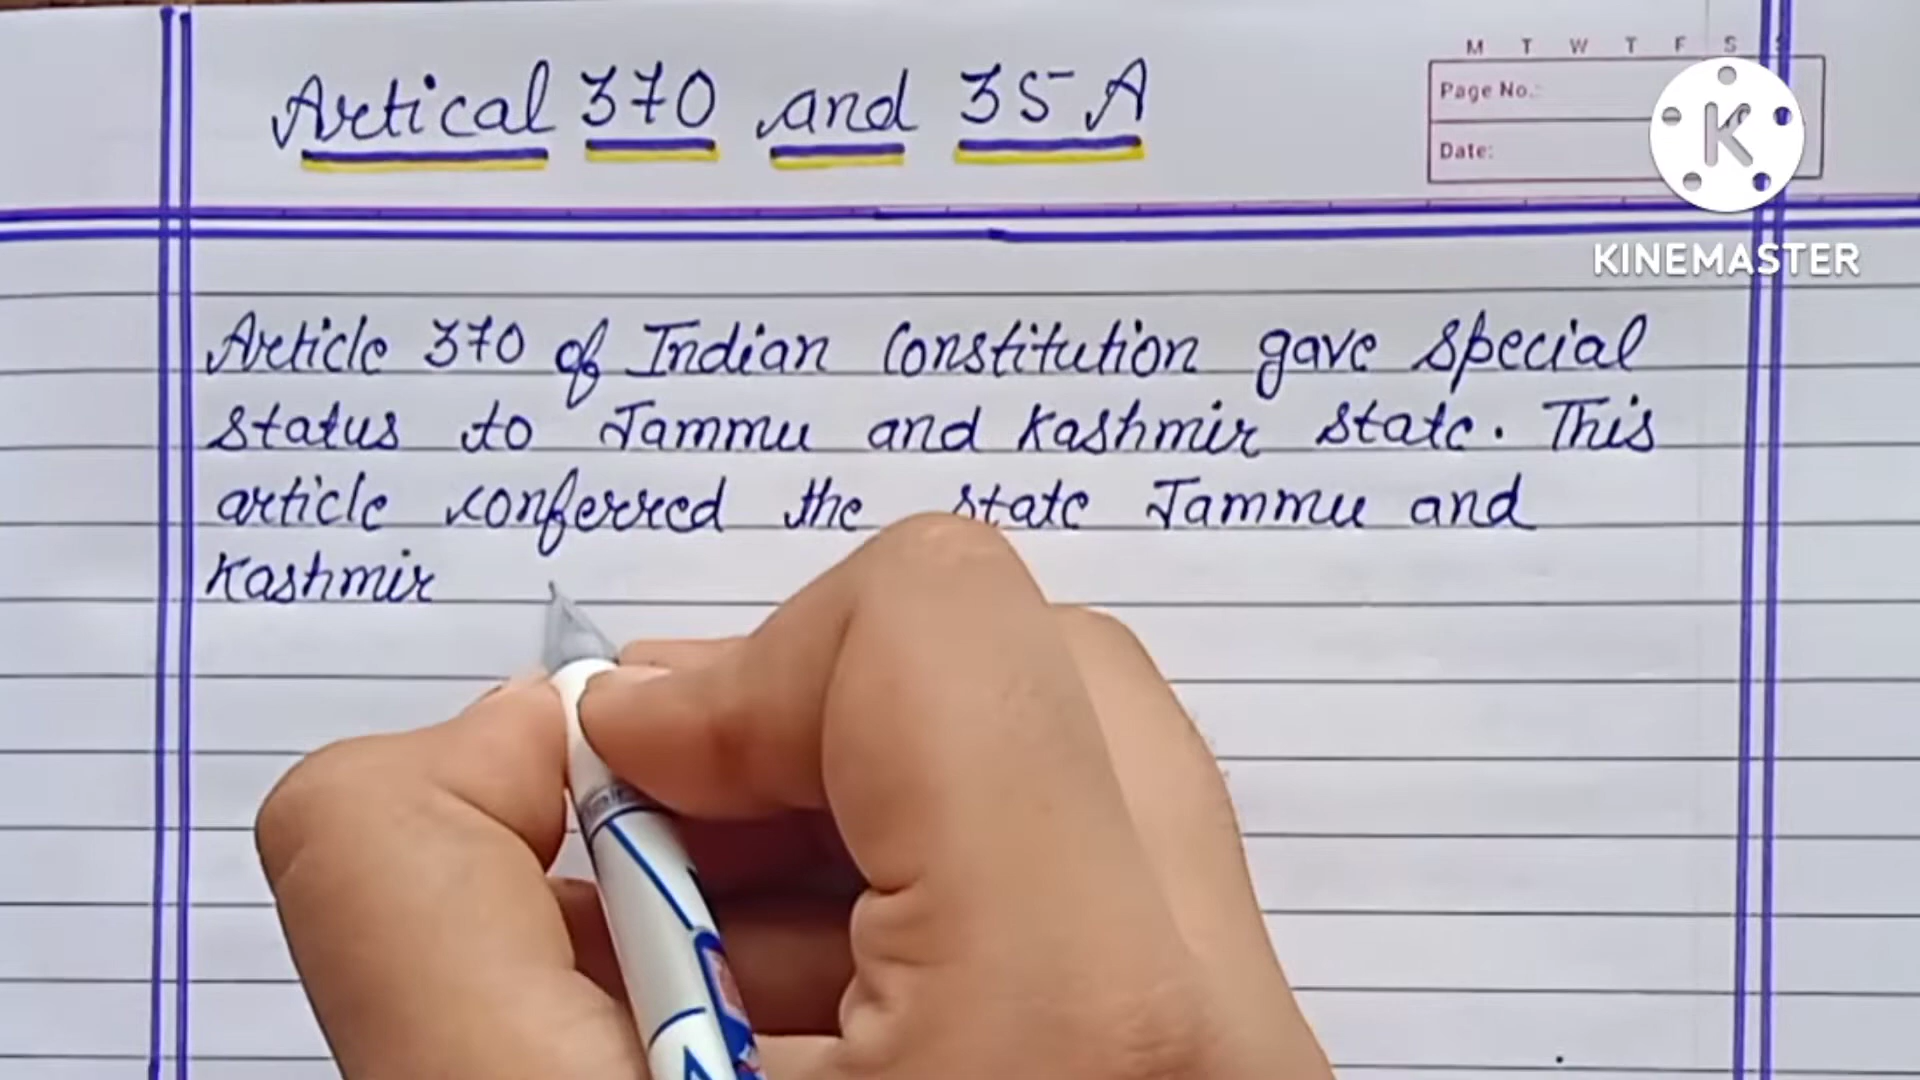 Artical 370 and 35 A
M T W T F S S
Page No.:
Date:
K
KINEMASTER
Article 370 of Indian Constitution gave special
status to Jammu and Kashmir state. This
article conferred the state Jammu and
Kashmir